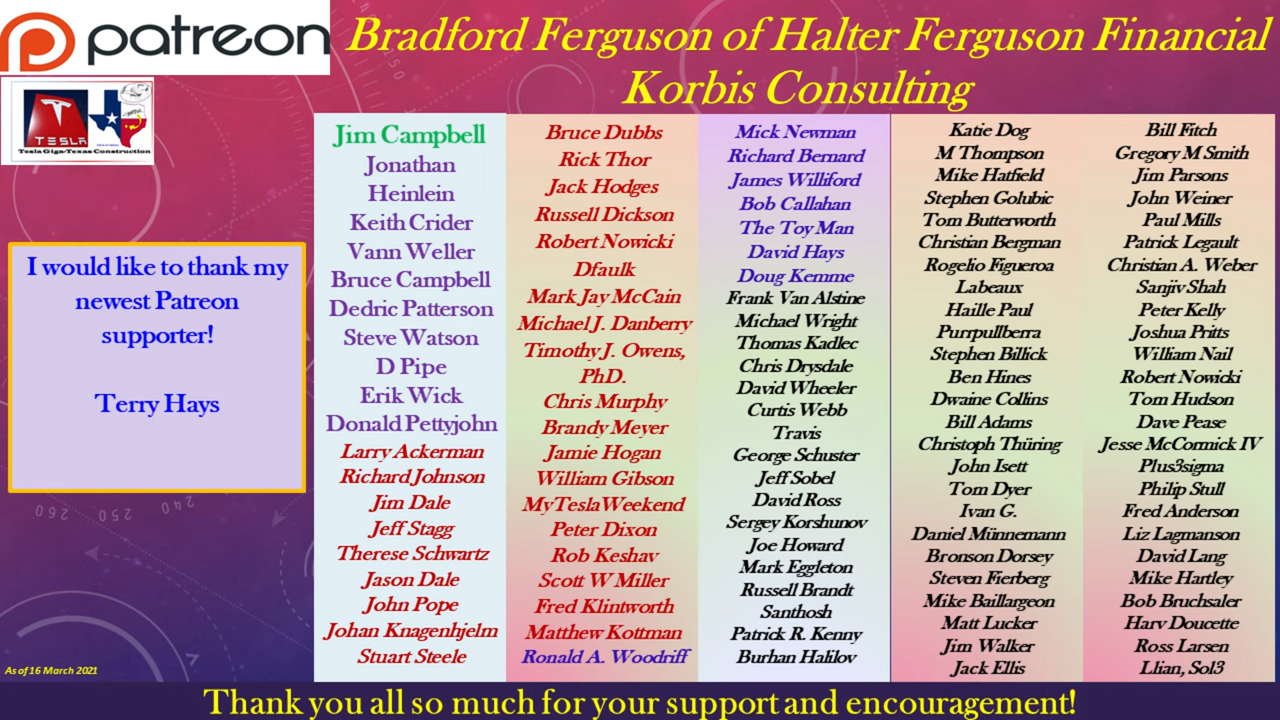 patreon
Bradford Ferguson of Halter Ferguson Financial
Korbis Consulting
TESLA
Tesla Giga-Texas Construction
I would like to thank my
newest Patreon
supporter!
Terry Hays
Jim Campbell
Jonathan
Heinlein
Keith Crider
Vann Weller
Bruce Campbell
Dedric Patterson
Steve Watson
D Pipe
Erik Wick
Donald Pettyjohn
Larry Ackerman
Richard Johnson
Jim Dale
Jeff Stagg
Therese Schwartz
Jason Dale
John Pope
Johan Knagenhjelm
Stuart Steele
Bruce Dubbs
Rick Thor
Jack Hodges
Russell Dickson
Robert Nowicki
Dfaulk
Mark Jay McCain
Michael J. Danberry
Timothy J. Owens,
PhD.
Chris Murphy
Brandy Meyer
Jamie Hogan
William Gibson
MyTeslaWeekend
Peter Dixon
Rob Keshav
Scott W Miller
Fred Klintworth
Matthew Kottman
Ronald A. Woodriff
Mick Newman
Richard Bernard
James Williford
Bob Callahan
The Toy Man
David Hays
Doug Kemme
Frank Van Alstine
Michael Wright
Thomas Kadlec
Chris Drysdale
David Wheeler
Curtis Webb
Travis
George Schuster
Jeff Sobel
David Ross
Sergey Korshunov
Joe Howard
Mark Eggleton
Russell Brandt
Santhosh
Patrick R. Kenny
Burhan Halilov
Katie Dog
M Thompson
Mike Hatfield
Stephen Golubic
Tom Butterworth
Christian Bergman
Rogelio Figueroa
Labeaux
Haille Paul
Purrpullberra
Stephen Billick
Ben Hines
Dwaine Collins
Bill Adams
Christoph Thüring
John Isett
Tom Dyer
Ivan G.
Daniel Münnemann
Bronson Dorsey
Steven Fierberg
Mike Baillargeon
Matt Lucker
Jim Walker
Jack Ellis
Bill Fitch
Gregory M Smith
Jim Parsons
John Weiner
Paul Mills
Patrick Legault
Christian A. Weber
Sanjiv Shah
Peter Kelly
Joshua Pritts
William Nail
Robert Nowicki
Tom Hudson
Dave Pease
Jesse McCormick IV
Plus3sigma
Philip Stull
Fred Anderson
Liz Lagmanson
David Lang
Mike Hartley
Bob Bruchsaler
Harv Doucette
Ross Larsen
Llian, Sol3
As of 16 March 2021
Thank you all so much for your support and encouragement!